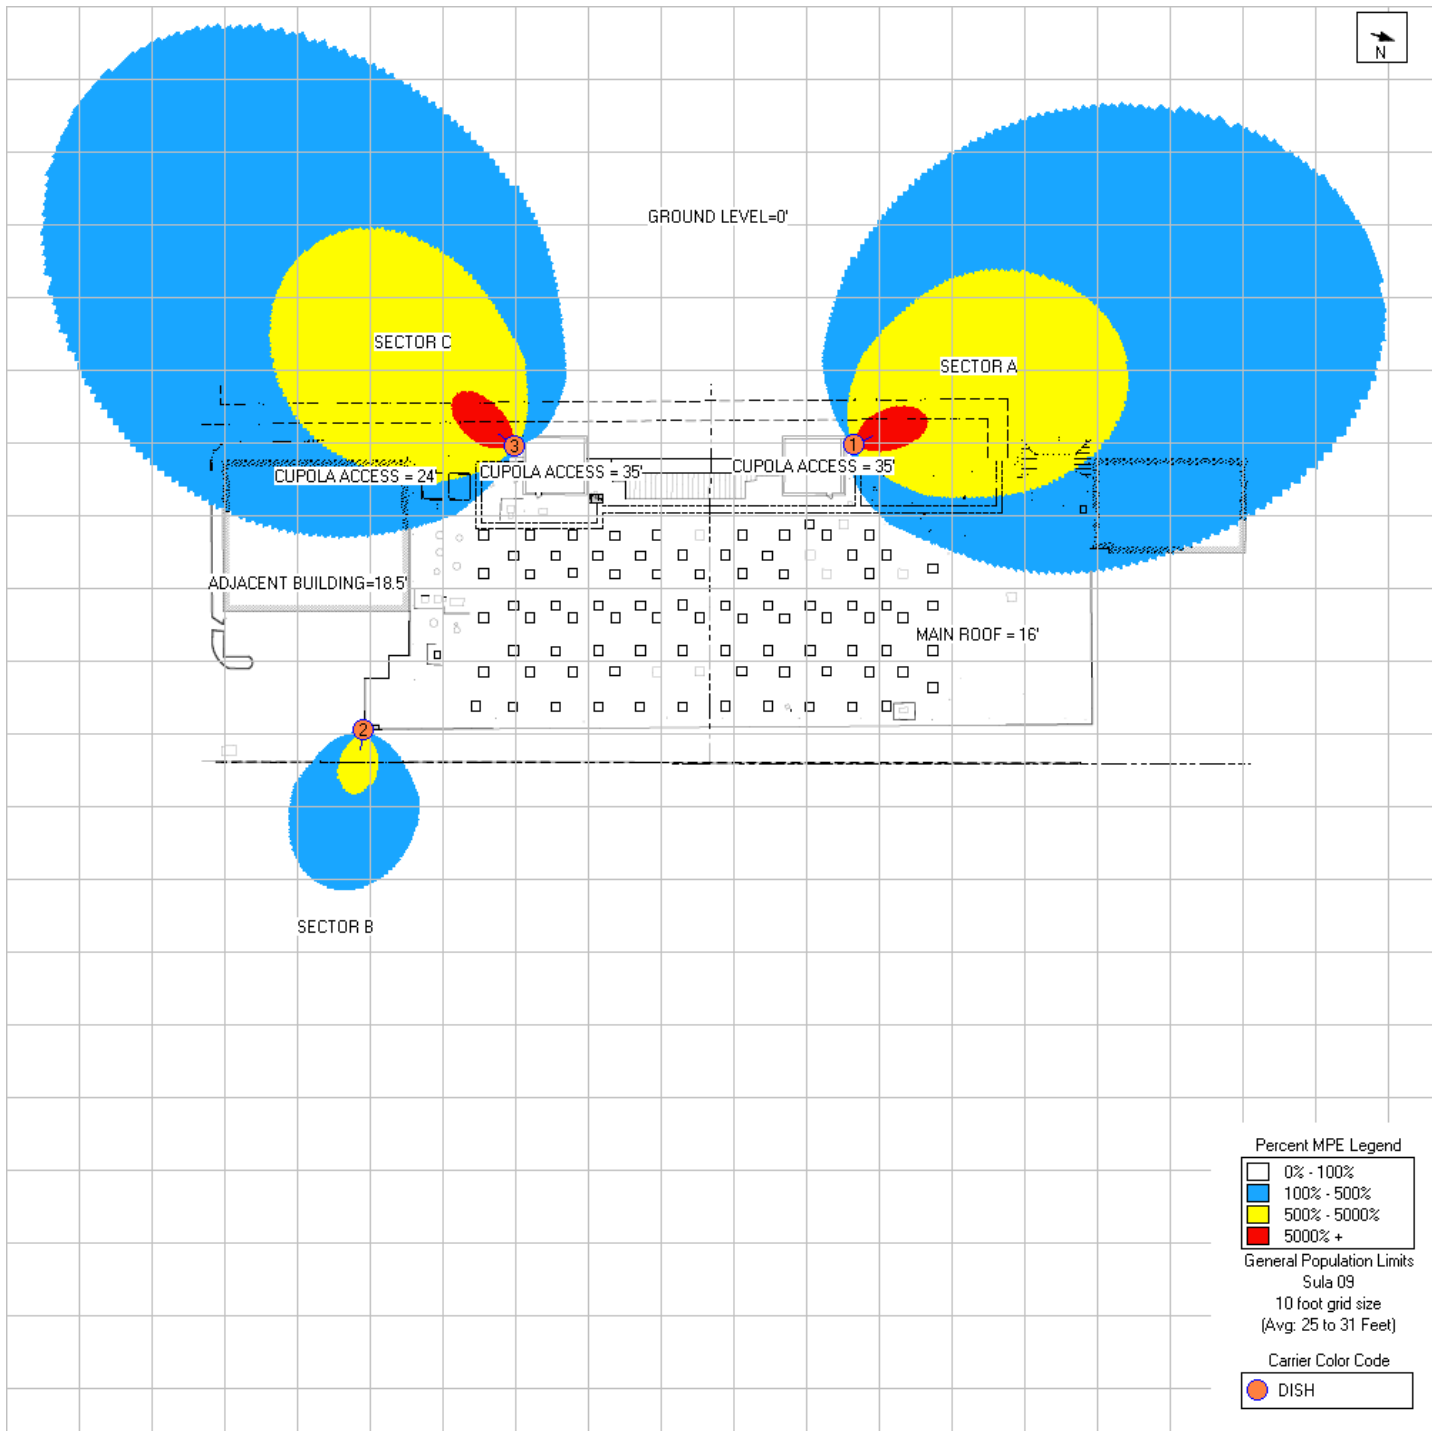 N
GROUND LEVEL=0'
SECTOR C
SECTOR A
3
1
CUPOLA ACCESS = 24'
CUPOLA ACCESS = 35'
CUPOLA ACCESS = 35'
ADJACENT BUILDING=18.5'
MAIN ROOF = 16'
2
SECTOR B
Percent MPE Legend
0% - 100%
100% - 500%
500% - 5000%
5000% +
General Population Limits
Sula 09
10 foot grid size
(Avg: 25 to 31 Feet)
Carrier Color Code
DISH